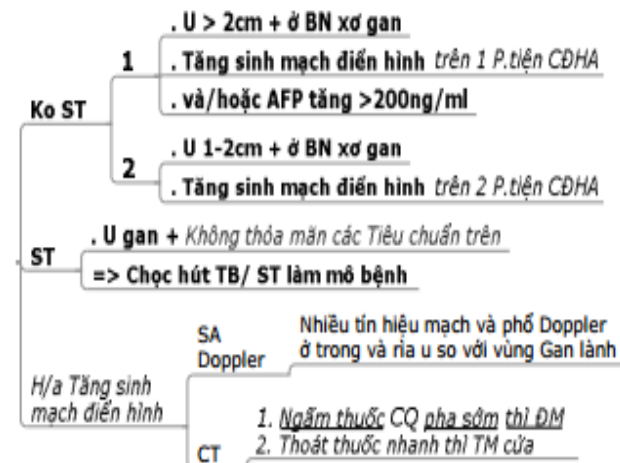 . U > 2cm + ở BN xơ gan
1
. Tăng sinh mạch điển hình trên 1 P.tiện CĐHA
. và/hoặc AFP tăng >200ng/ml
Ko ST
. U 1-2cm + ở BN xơ gan
2
. Tăng sinh mạch điển hình trên 2 P.tiện CĐHA
. U gan + Không thỏa mãn các Tiêu chuẩn trên
ST
=> Chọc hút TB/ ST làm mô bệnh
SA
Doppler
Nhiều tín hiệu mạch và phổ Doppler
ở trong và rìa u so với vùng Gan lành
H/a Tăng sinh
mạch điển hình
1. Ngấm thuốc CQ pha sớm thì ĐM
CT
2. Thoát thuốc nhanh thì TM cửa